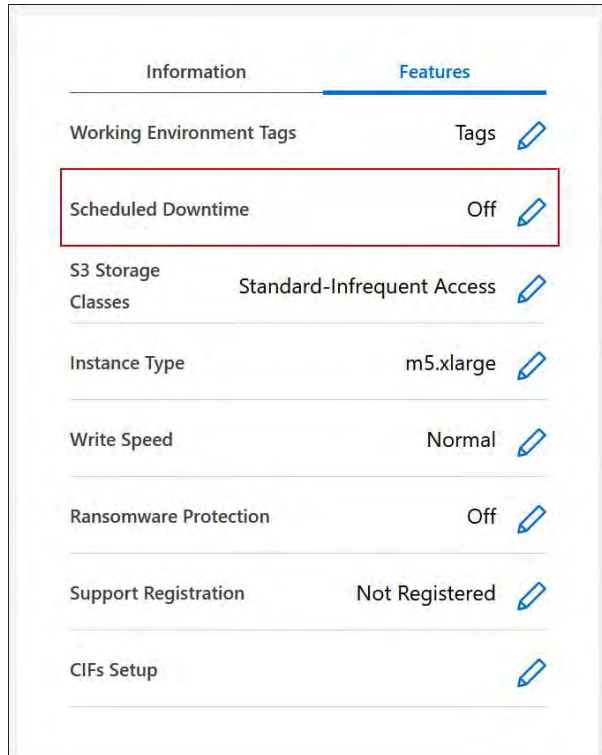 Information Features
Working Environment Tags Tags
Scheduled Downtime Off
S3 Storage
Classes Standard-Infrequent Access
Instance Type m5.xlarge
Write Speed Normal
Ransomware Protection Off
Support Registration Not Registered
CIFs Setup